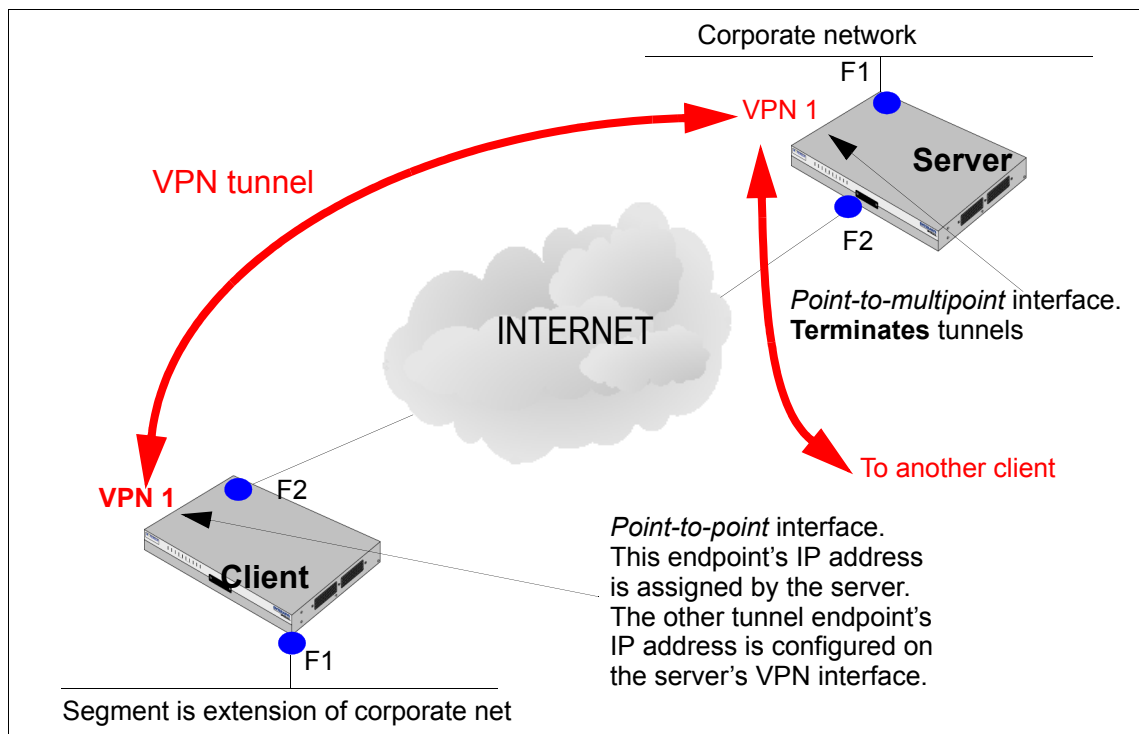 Corporate network
F1
VPN 1
Server
VPN tunnel
F2
Point-to-multipoint interface.
Terminates tunnels
INTERNET
To another client
VPN 1
F2
Client
F1
Point-to-point interface.
This endpoint's IP address
is assigned by the server.
The other tunnel endpoint's
IP address is configured on
the server's VPN interface.
Segment is extension of corporate net